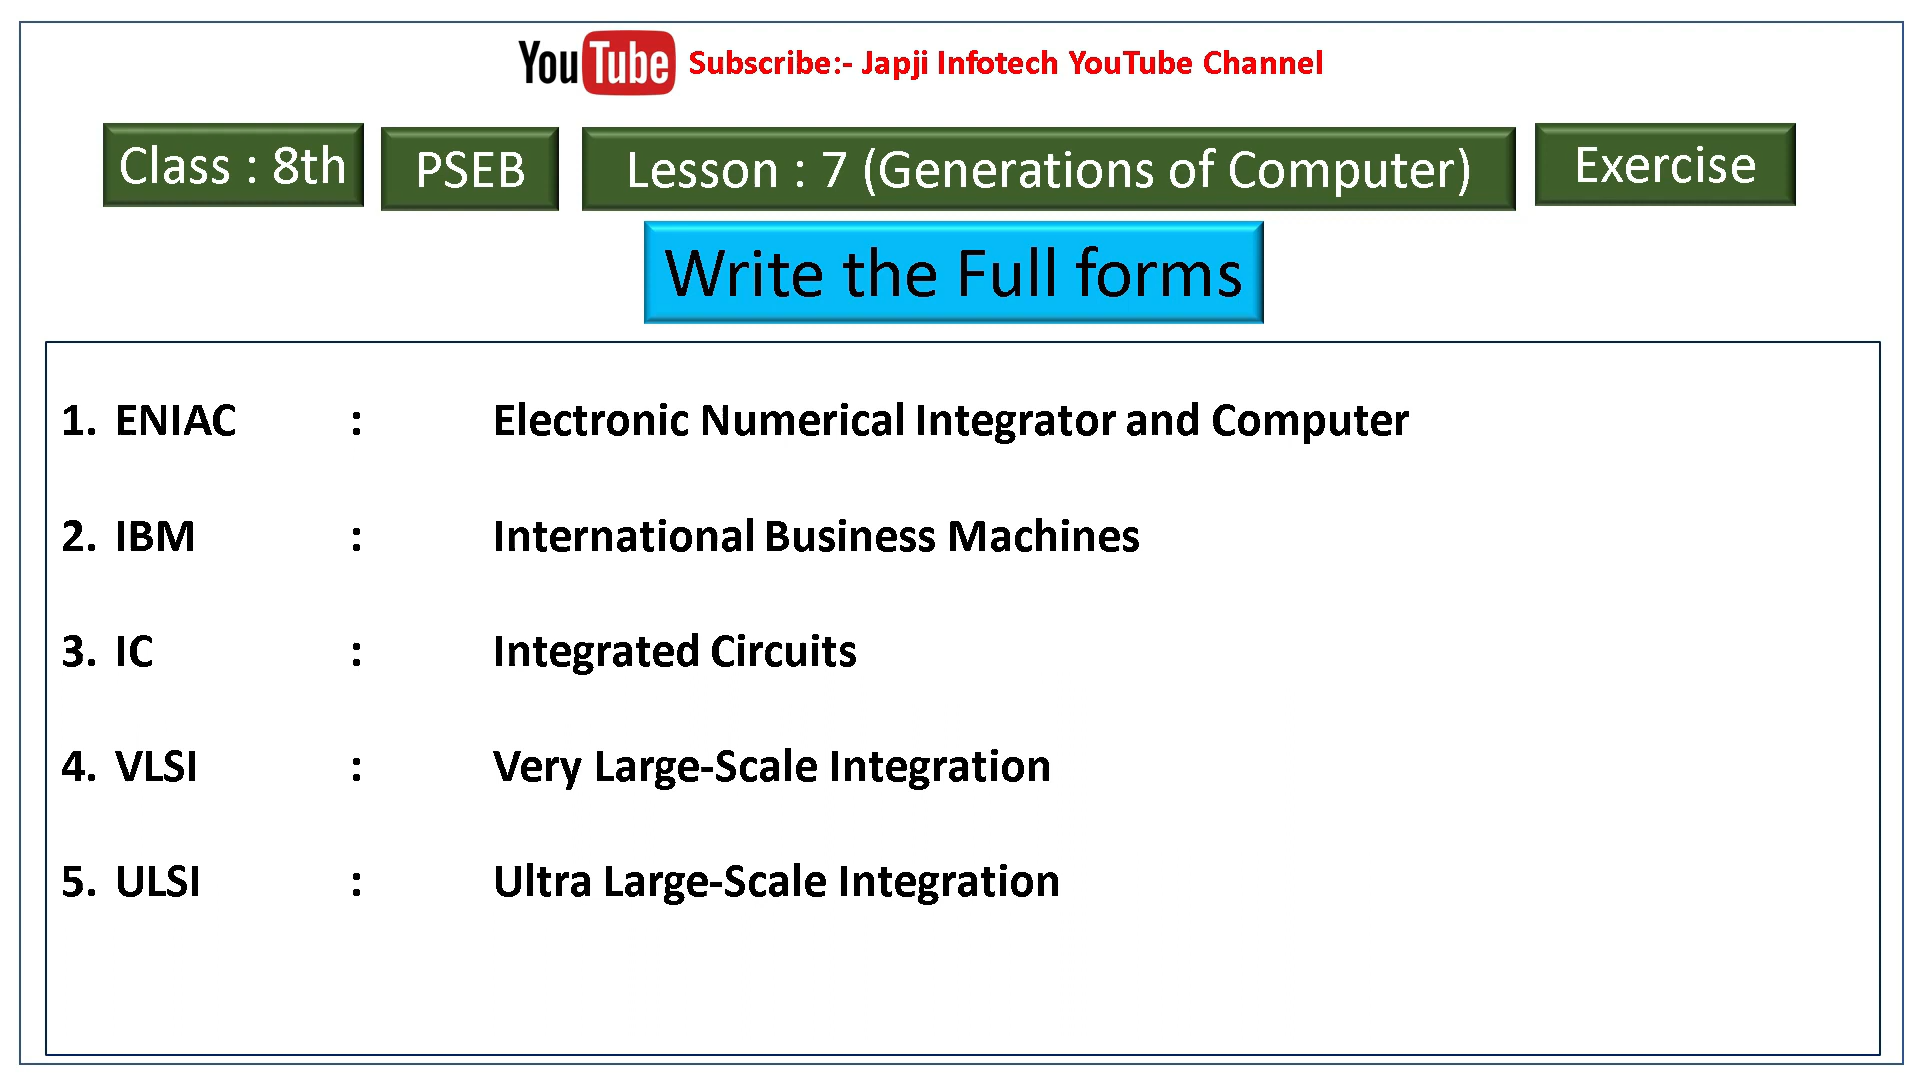 YouTube Subscribe:- Japji Infotech YouTube Channel
Class : 8th PSEB Lesson : 7 (Generations of Computer) Exercise
Write the Full forms
1. ENIAC : Electronic Numerical Integrator and Computer
2. IBM : International Business Machines
3. IC : Integrated Circuits
4. VLSI : Very Large-Scale Integration
5. ULSI : Ultra Large-Scale Integration